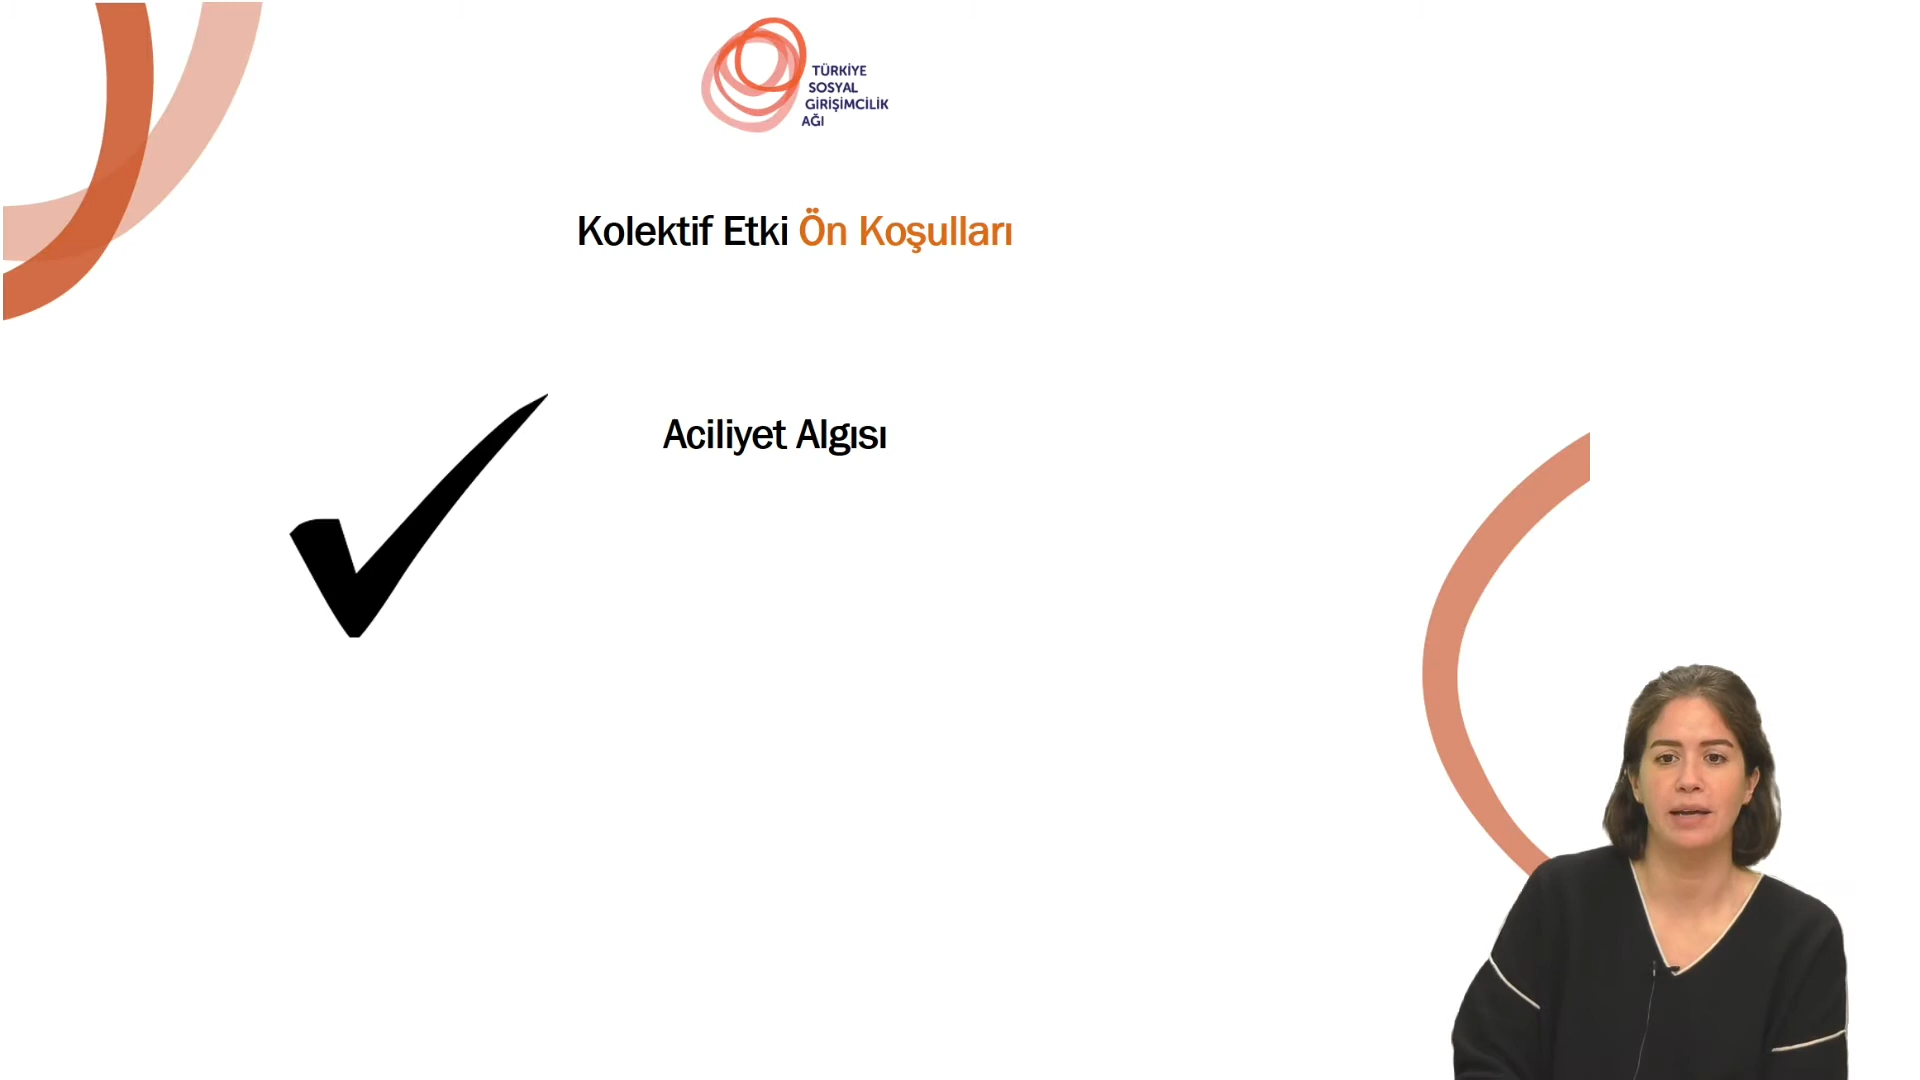 TÜRKİYE
SOSYAL
GİRİŞİMCİLİK
AĞI
Kolektif Etki Ön Koşulları
Aciliyet Algısı